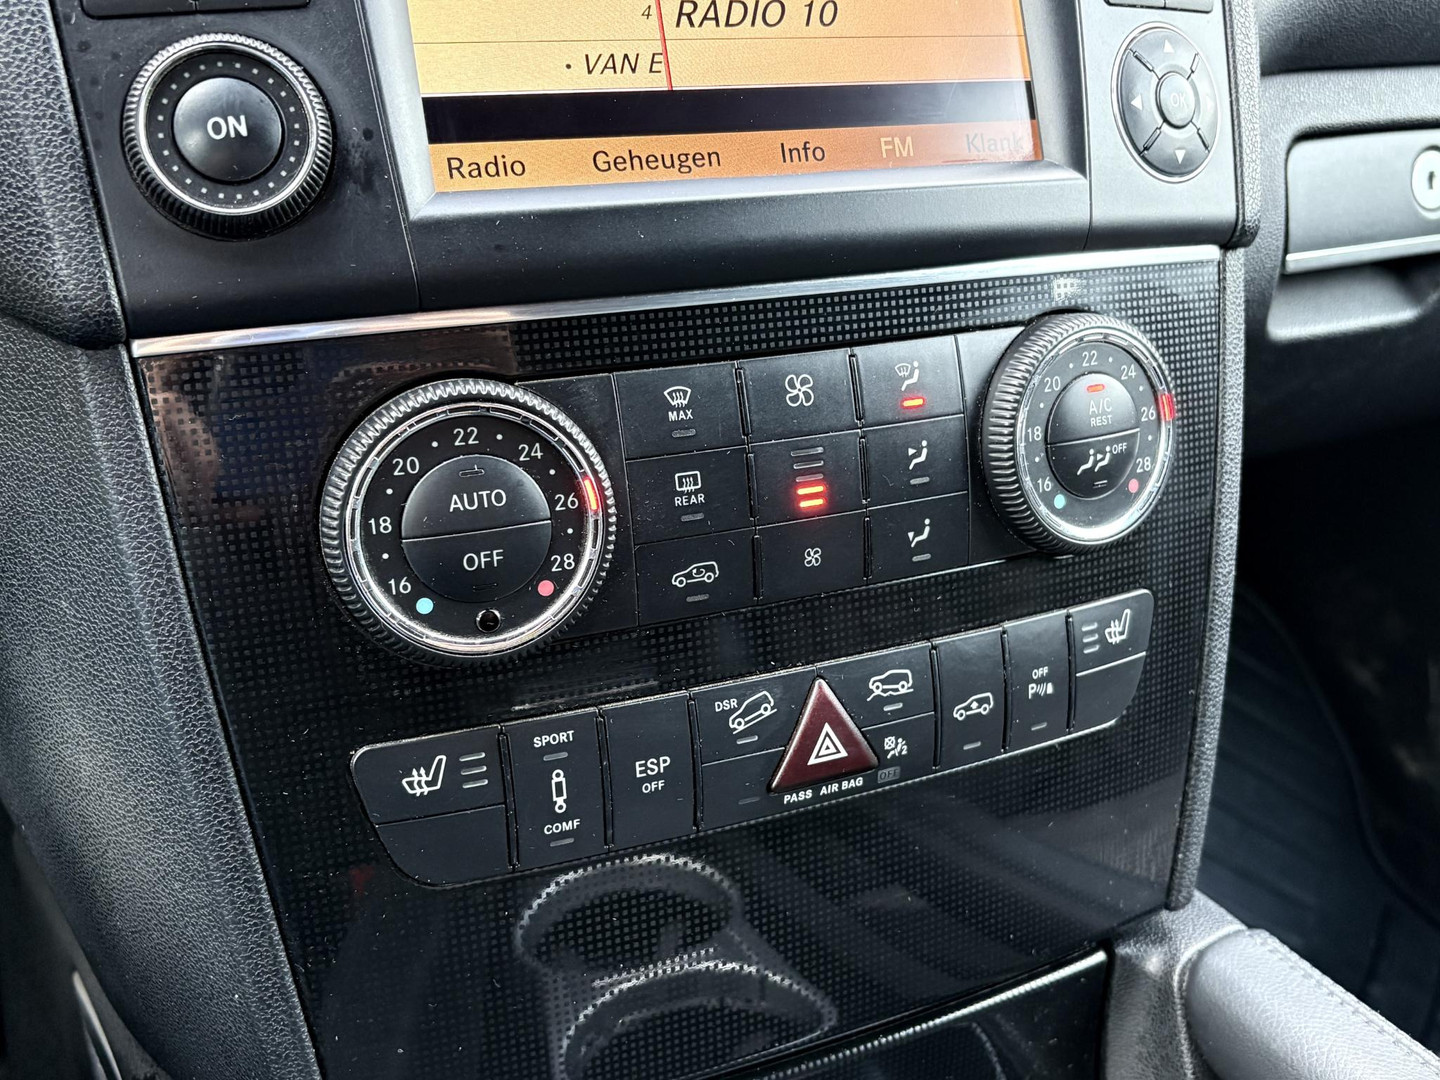 4 RADIO 10
• VAN E
Radio Geheugen Info FM Klank
ON
OK
22
20 24
18 26
16 28
AUTO
OFF
MAX
REAR
22
20 24
18 26
16 28
A/C
REST
OFF
SPORT
COMF
ESP
OFF
DSR
PASS AIR BAG OFF
2
OFF
P